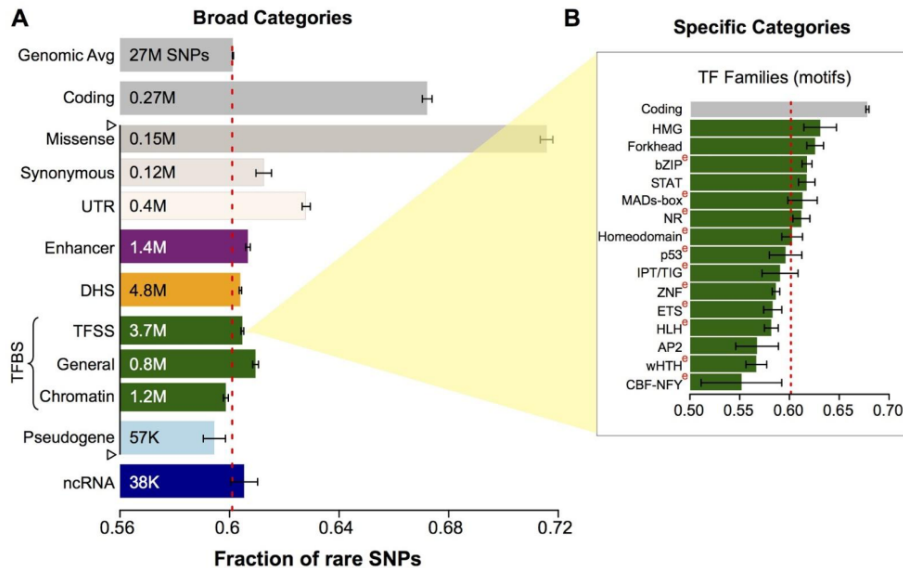 A
Broad Categories
Genomic Avg 27M SNPs
Coding 0.27M
Missense 0.15M
Synonymous 0.12M
UTR 0.4M
Enhancer 1.4M
DHS 4.8M
TFBS
TFSS 3.7M
General 0.8M
Chromatin 1.2M
Pseudogene 57K
ncRNA 38K
0.56 0.6 0.64 0.68 0.72
Fraction of rare SNPs
B
Specific Categories
TF Families (motifs)
Coding
HMG
Forkhead
bZIP e
STAT
MADs-box e
NR e
Homeodomain e
p53 e
IPT/TIG e
ZNF e
ETS e
HLH e
AP2
wHTH e
CBF-NFY e
0.50 0.55 0.60 0.65 0.70